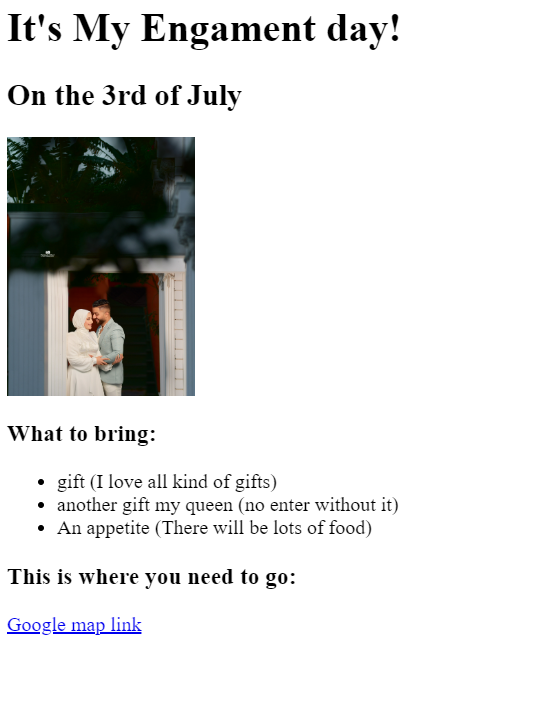 It's My Engament day!
On the 3rd of July
What to bring:
gift (I love all kind of gifts)
another gift my queen (no enter without it)
An appetite (There will be lots of food)
This is where you need to go:
Google map link